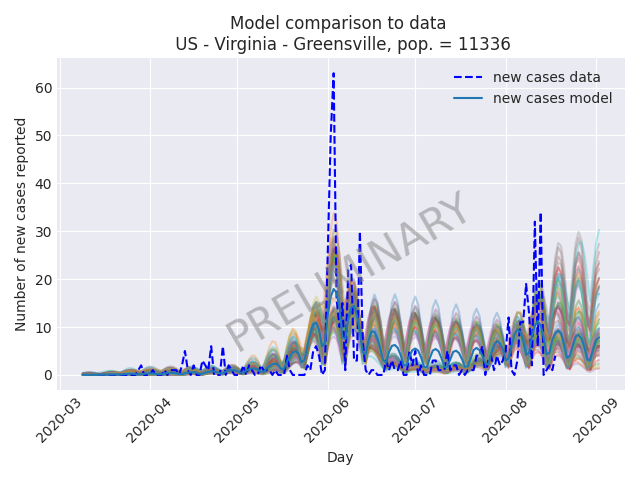 Model comparison to data
US - Virginia - Greensville, pop. = 11336
new cases data
new cases model
60
50
40
30
20
10
0
Number of new cases reported
PRELIMINARY
2020-03
2020-04
2020-05
2020-06
2020-07
2020-08
2020-09
Day